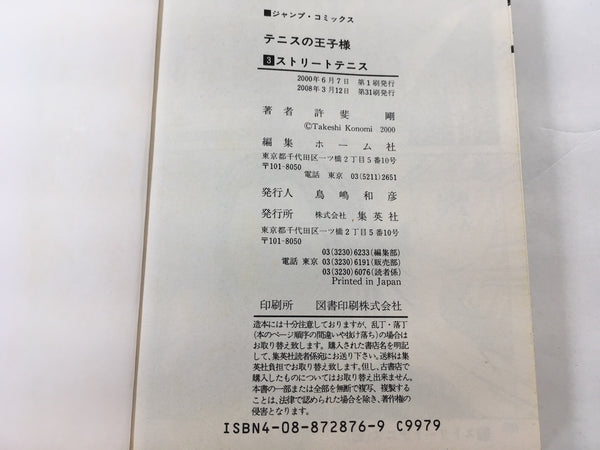 ■ジャンプ・コミックス
テニスの王子様
3ストリートテニス
2000年6月7日 第1刷発行
2008年3月12日 第31刷発行
著者 許斐 剛
©Takeshi Konomi 2000
編集 ホーム社
東京都千代田区一ツ橋2丁目5番10号
〒101-8050
電話 東京 03(5211)2651
発行人 鳥嶋和彦
発行所 株式会社 集英社
東京都千代田区一ツ橋2丁目5番10号
〒101-8050
03(3230)6233(編集部)
電話 東京 03(3230)6191(販売部)
03(3230)6076(読者係)
Printed in Japan
印刷所 図書印刷株式会社
造本には十分注意しておりますが、乱丁・落丁
(本のページ順序の間違いや抜け落ち)の場合は
お取り替え致します。購入された書店名を明記
して、集英社読者係宛にお送り下さい。送料は集
英社負担でお取り替え致します。但し、古書店で
購入したものについてはお取り替え出来ません。
本書の一部または全部を無断で複写、複製する
ことは、法律で認められた場合を除き、著作権の
侵害となります。
ISBN4-08-872876-9 C9979